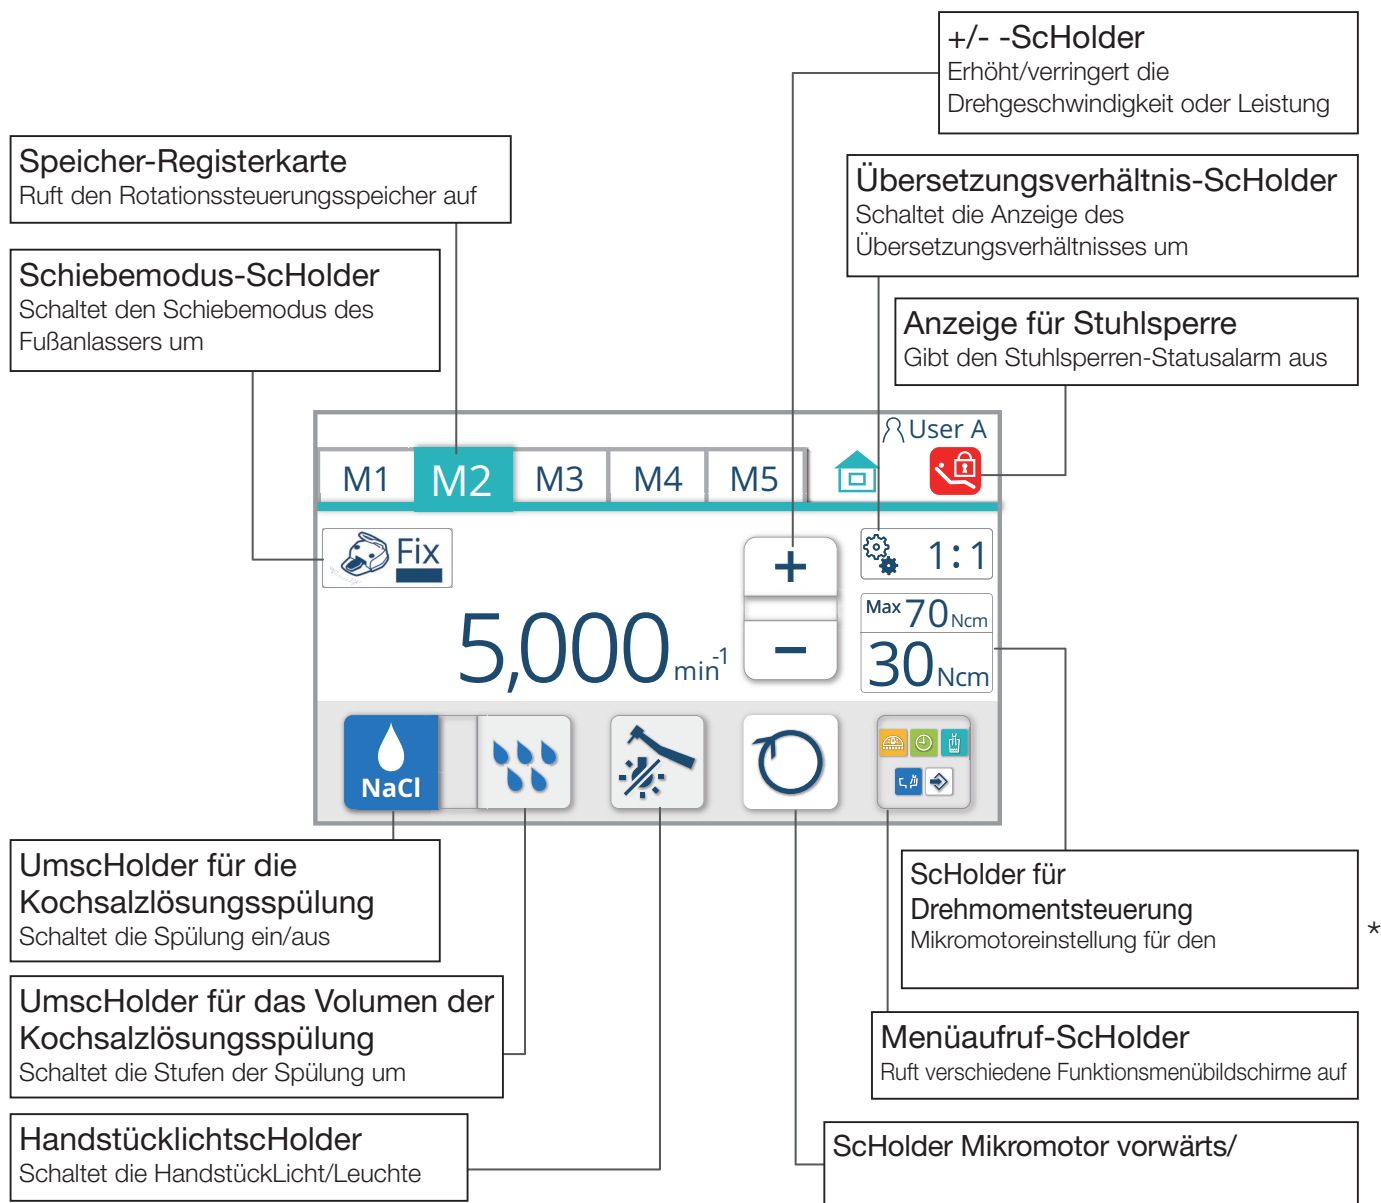 +/- -ScHolder
Erhöht/verringert die
Drehgeschwindigkeit oder Leistung
Speicher-Registerkarte
Ruft den Rotationssteuerungsspeicher auf
Übersetzungsverhältnis-ScHolder
Schaltet die Anzeige des
Übersetzungsverhältnisses um
Schiebemodus-ScHolder
Schaltet den Schiebemodus des
Fußanlassers um
Anzeige für Stuhlsperre
Gibt den Stuhlsperren-Statusalarm aus
User A
M1 M2 M3 M4 M5
Fix
+
1:1
5,000 min-1
−
Max 70 Ncm
30 Ncm
NaCl
UmscHolder für die
Kochsalzlösungsspülung
Schaltet die Spülung ein/aus
ScHolder für
Drehmomentsteuerung
Mikromotoreinstellung für den
*
UmscHolder für das Volumen der
Kochsalzlösungsspülung
Schaltet die Stufen der Spülung um
Menüaufruf-ScHolder
Ruft verschiedene Funktionsmenübildschirme auf
HandstücklichtscHolder
Schaltet die HandstückLicht/Leuchte
ScHolder Mikromotor vorwärts/